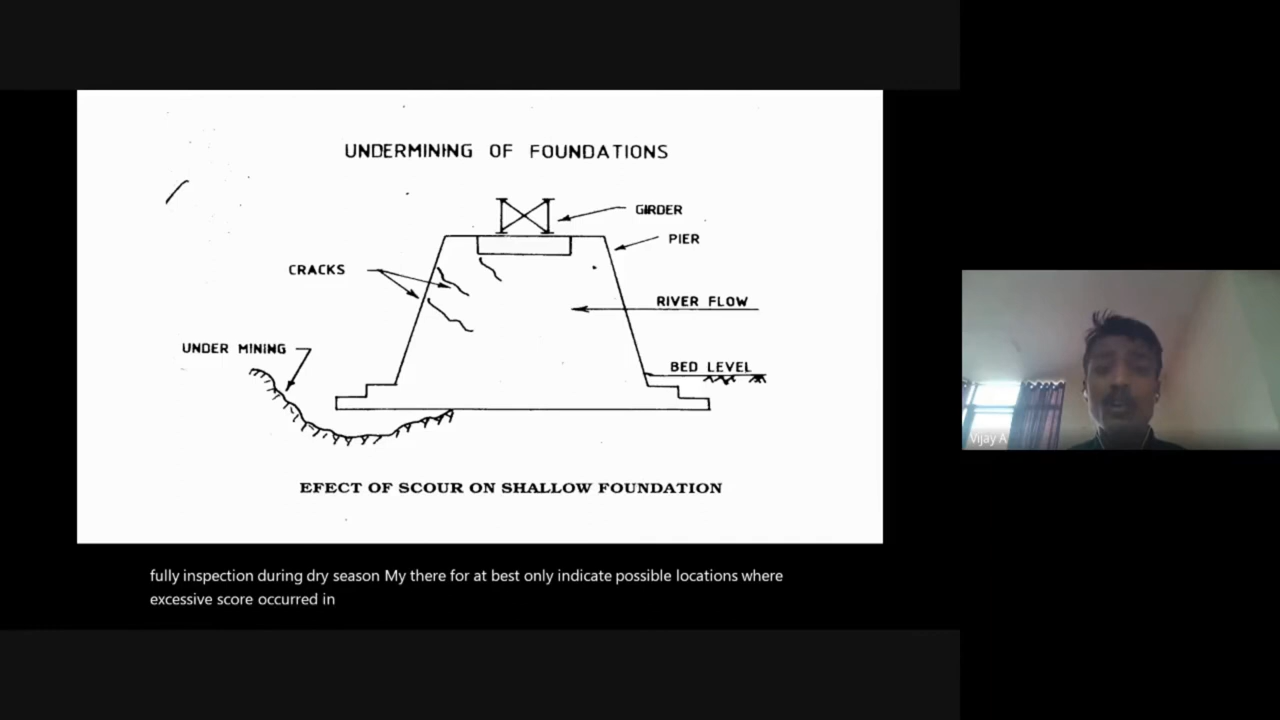 UNDERMINING OF FOUNDATIONS
GIRDER
PIER
CRACKS
RIVER FLOW
UNDER MINING
BED LEVEL
EFECT OF SCOUR ON SHALLOW FOUNDATION
Vijay A
fully inspection during dry season My there for at best only indicate possible locations where
excessive score occurred in